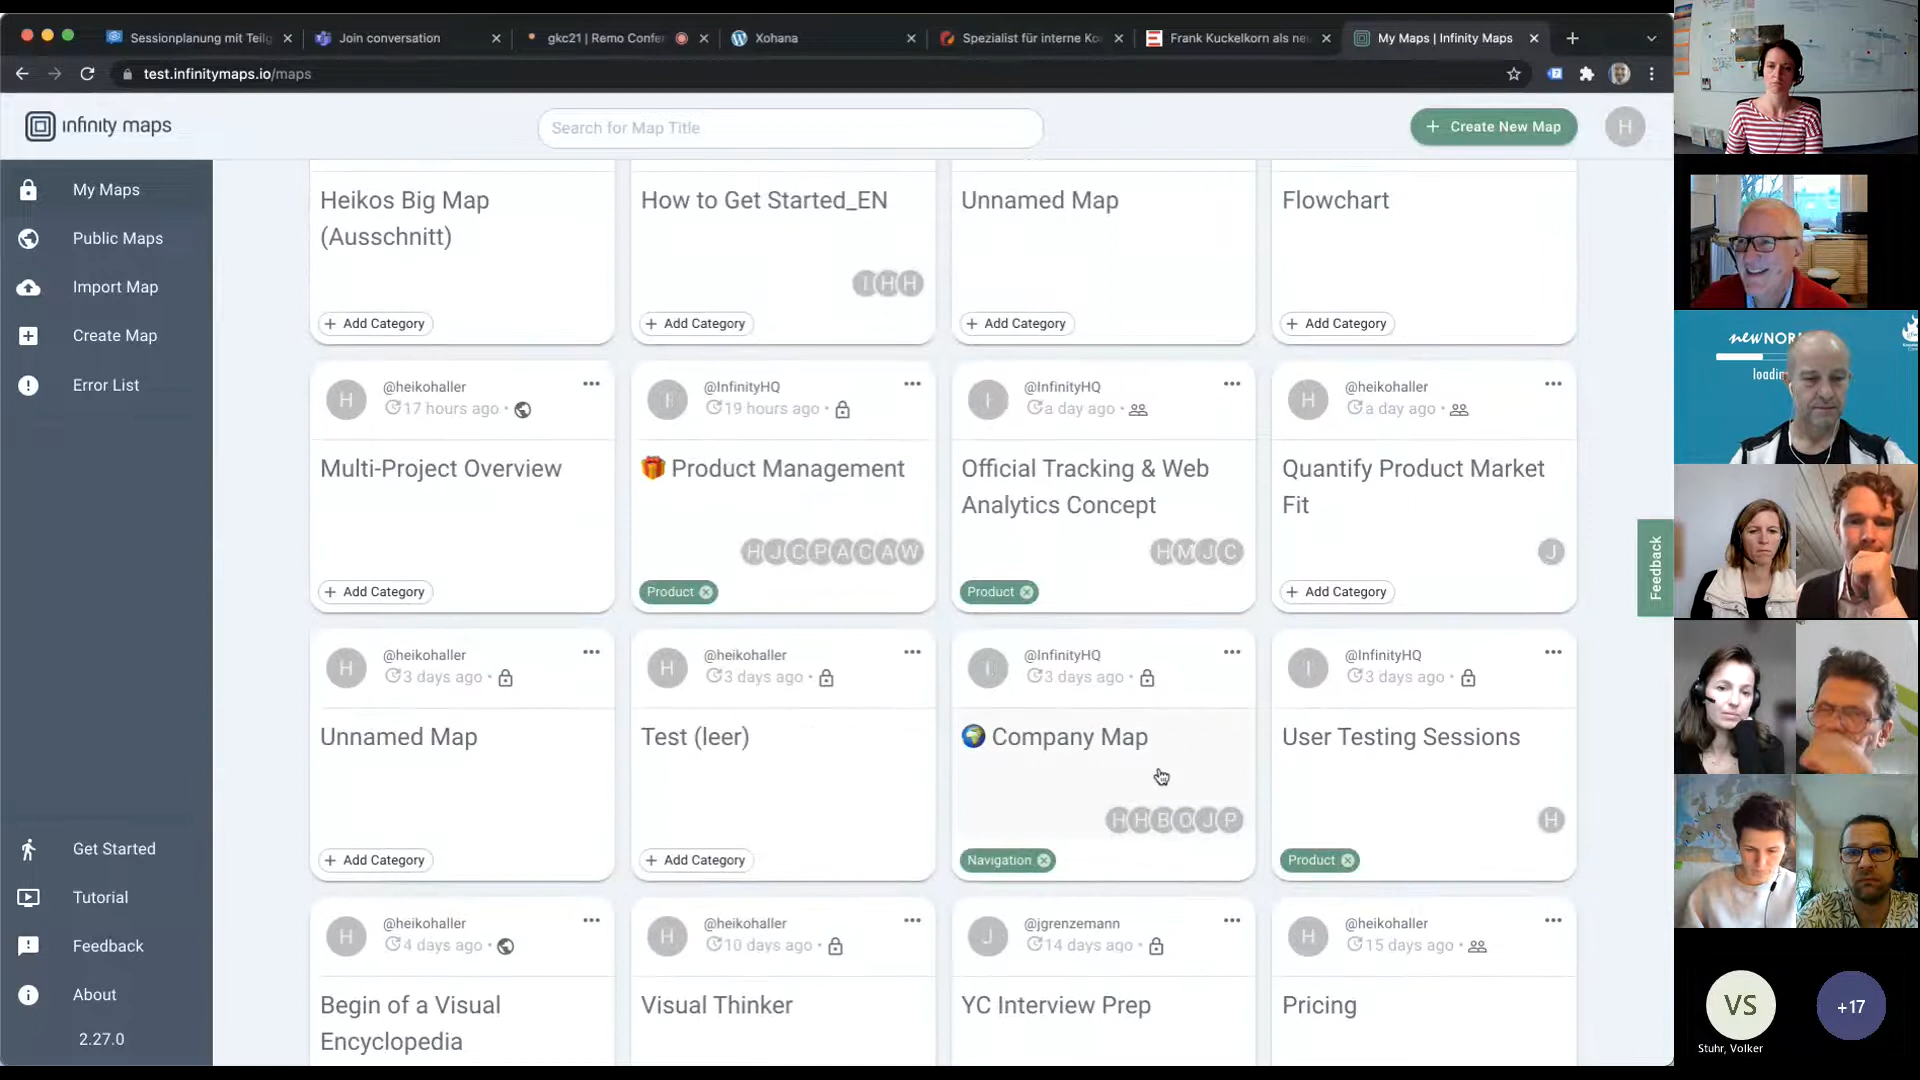 Sessionplanung mit Teilg
Join conversation
gkc21 | Remo Confe
Xohana
Spezialist für interne Ko
Frank Kuckelkorn als ne
My Maps | Infinity Maps
test.infinitymaps.io/maps
infinity maps
Search for Map Title
+ Create New Map
H
My Maps
Public Maps
Import Map
Create Map
Error List
Get Started
Tutorial
Feedback
About
2.27.0
Heikos Big Map
(Ausschnitt)
+ Add Category
How to Get Started_EN
I H H
+ Add Category
Unnamed Map
+ Add Category
Flowchart
+ Add Category
H
@heikohaller
17 hours ago
Multi-Project Overview
+ Add Category
I
@InfinityHQ
19 hours ago
Product Management
H J C P A C A W
Product
I
@InfinityHQ
a day ago
Official Tracking & Web
Analytics Concept
H M J C
Product
H
@heikohaller
a day ago
Quantify Product Market
Fit
J
+ Add Category
H
@heikohaller
3 days ago
Unnamed Map
+ Add Category
H
@heikohaller
3 days ago
Test (leer)
+ Add Category
I
@InfinityHQ
3 days ago
Company Map
H H B O J P
Navigation
I
@InfinityHQ
3 days ago
User Testing Sessions
H
Product
H
@heikohaller
4 days ago
Begin of a Visual
Encyclopedia
H
@heikohaller
10 days ago
Visual Thinker
J
@jgrenzemann
14 days ago
YC Interview Prep
H
@heikohaller
15 days ago
Pricing
Feedback
newNOR
loadin
VS
Stuhr, Volker
+17